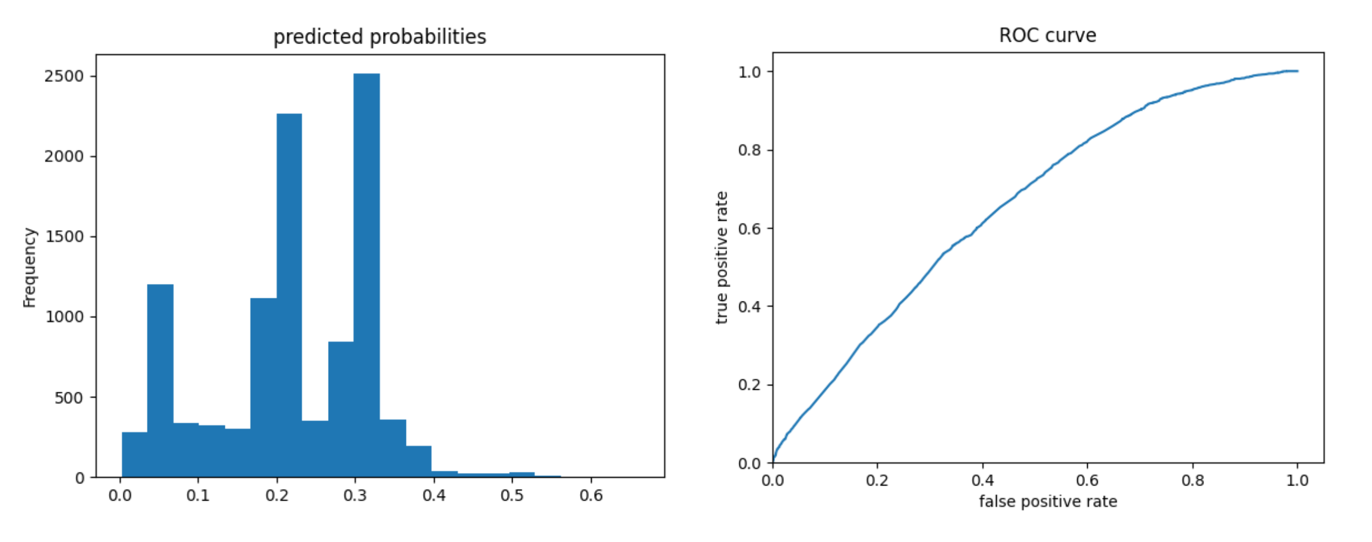 predicted probabilities
Frequency
2500
2000
1500
1000
500
0
0.0 0.1 0.2 0.3 0.4 0.5 0.6
ROC curve
true positive rate
1.0
0.8
0.6
0.4
0.2
0.0
0.0 0.2 0.4 0.6 0.8 1.0
false positive rate